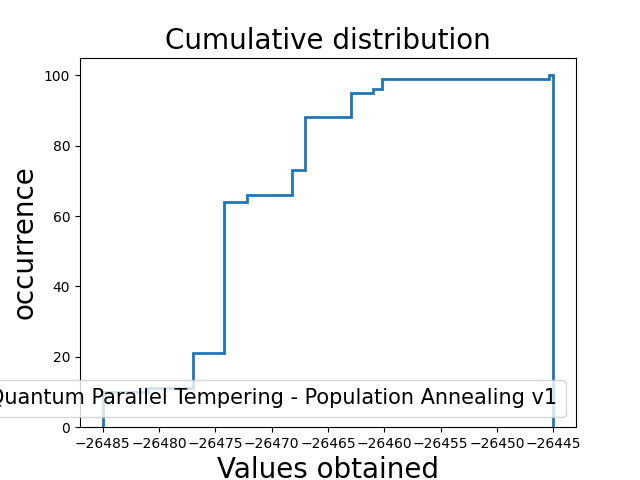 Cumulative distribution
occurrence
100
80
60
40
20
0
Quantum Parallel Tempering - Population Annealing v1
−26485 −26480 −26475 −26470 −26465 −26460 −26455 −26450 −26445
Values obtained